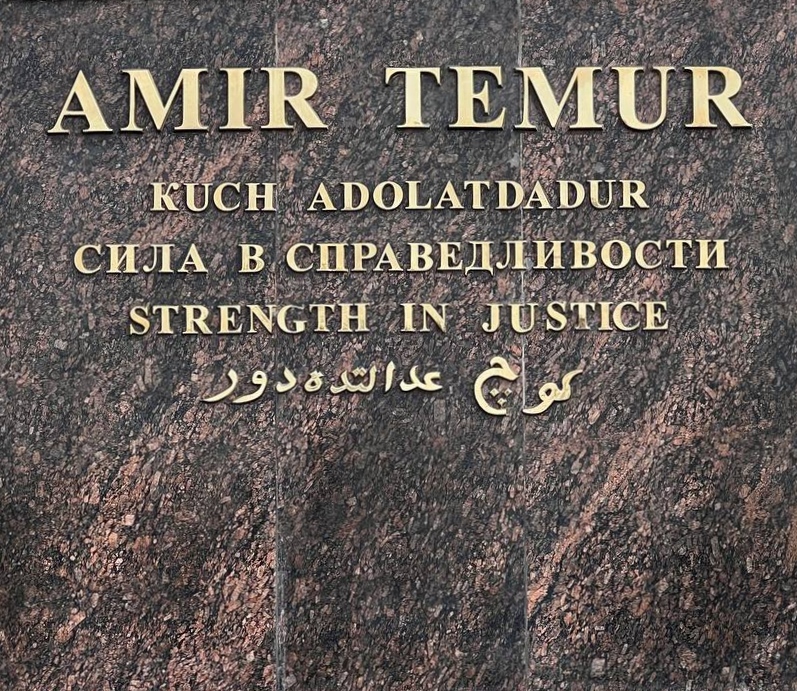 AMIR TEMUR
KUCH ADOLATDADUR
СИЛА В СПРАВЕДЛИВОСТИ
STRENGTH IN JUSTICE
کوچ عدالتده دور